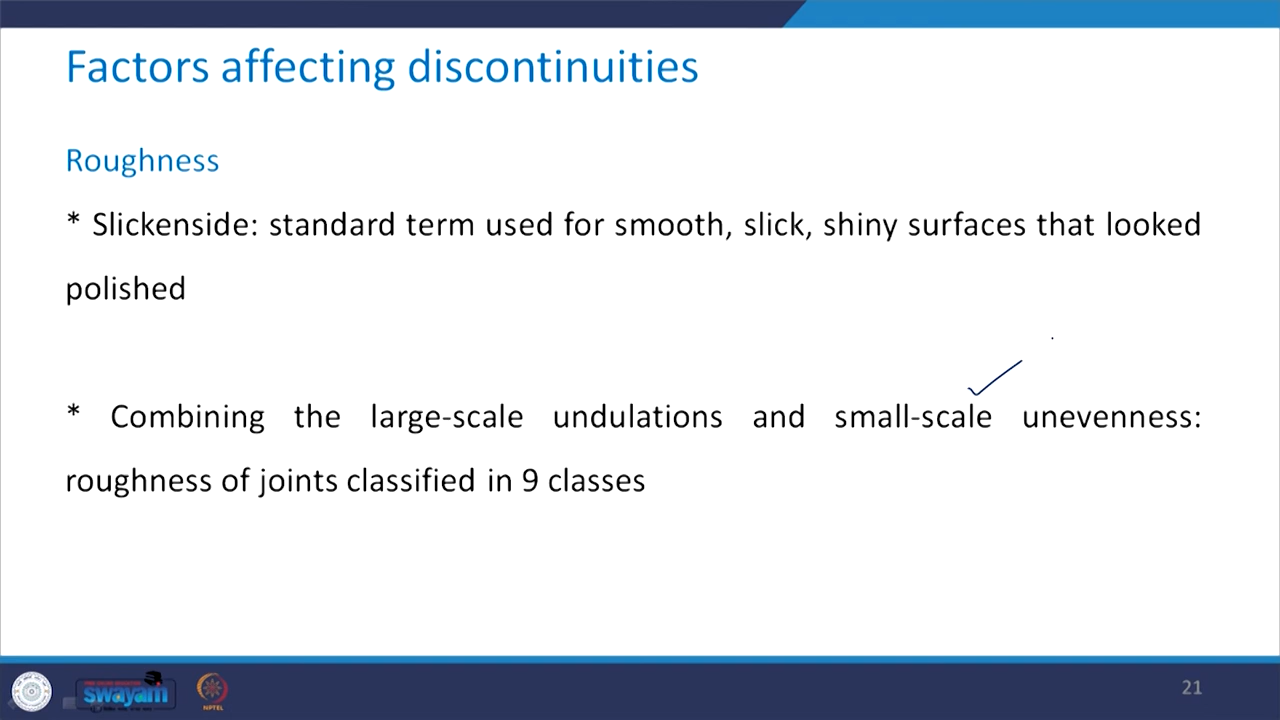 Factors affecting discontinuities
Roughness
* Slickenside: standard term used for smooth, slick, shiny surfaces that looked
polished
* Combining the large-scale undulations and small-scale unevenness:
roughness of joints classified in 9 classes
swayam
NPTEL
21